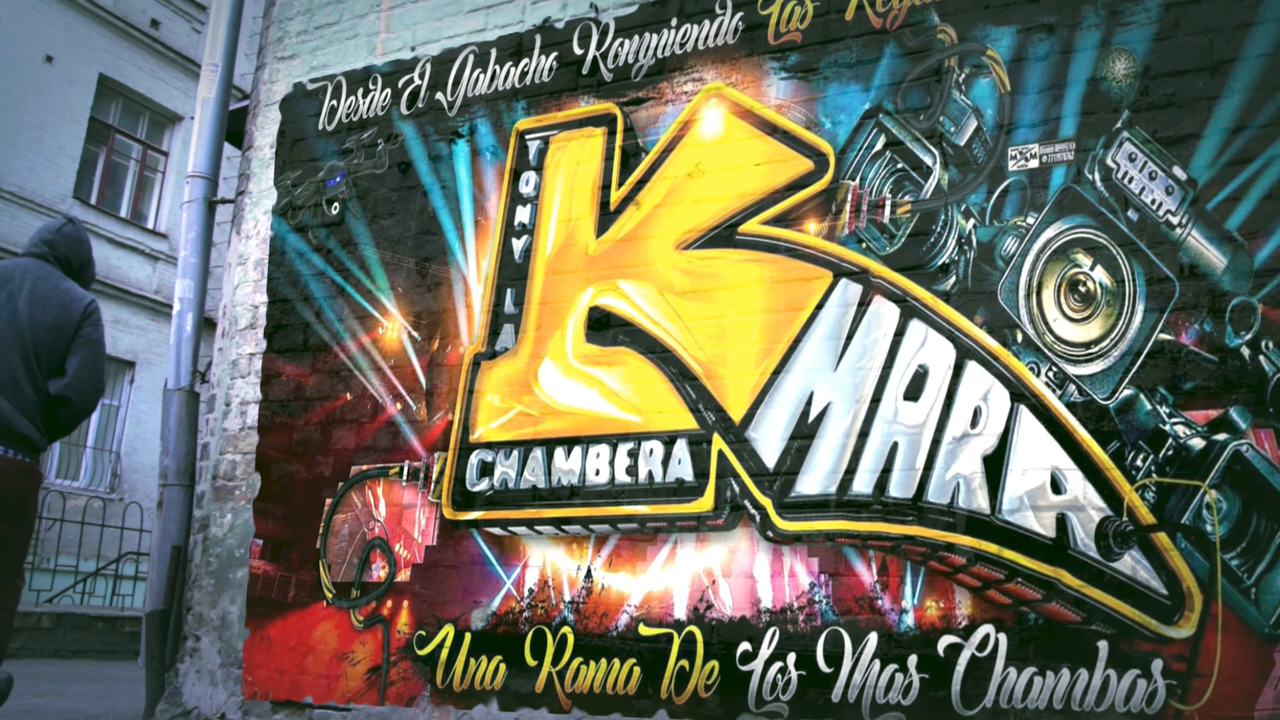 Desde El Gabacho Rompiendo Las
TONY LA
K
MARA
CHAMBERA
Una Rama De Los Mas Chambas